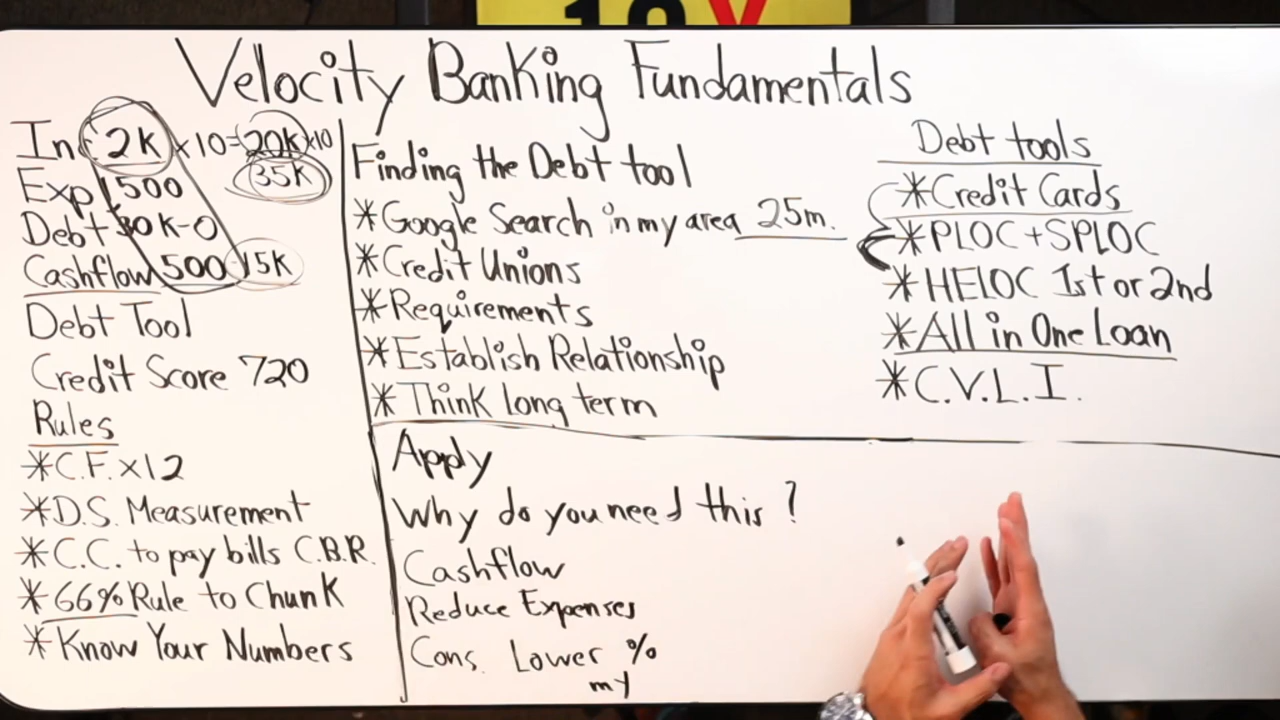 Velocity Banking Fundamentals
Inc 2K x10= 20K x10
35K
Exp 1500
Debt 30K-0
Cashflow 500 15K
Debt Tool
Credit Score 720
Rules
*C.F. x12
*D.S. Measurement
*C.C. to pay bills C.B.R.
*66% Rule to Chunk
*Know Your Numbers
Finding the Debt tool
*Google Search in my area 25m.
*Credit Unions
*Requirements
*Establish Relationship
*Think long term
Debt tools
*Credit Cards
*PLOC+SPLOC
*HELOC 1st or 2nd
*All in One Loan
*C.V.L.I.
Apply
Why do you need this?
Cashflow
Reduce Expenses
Cons. Lower %
my